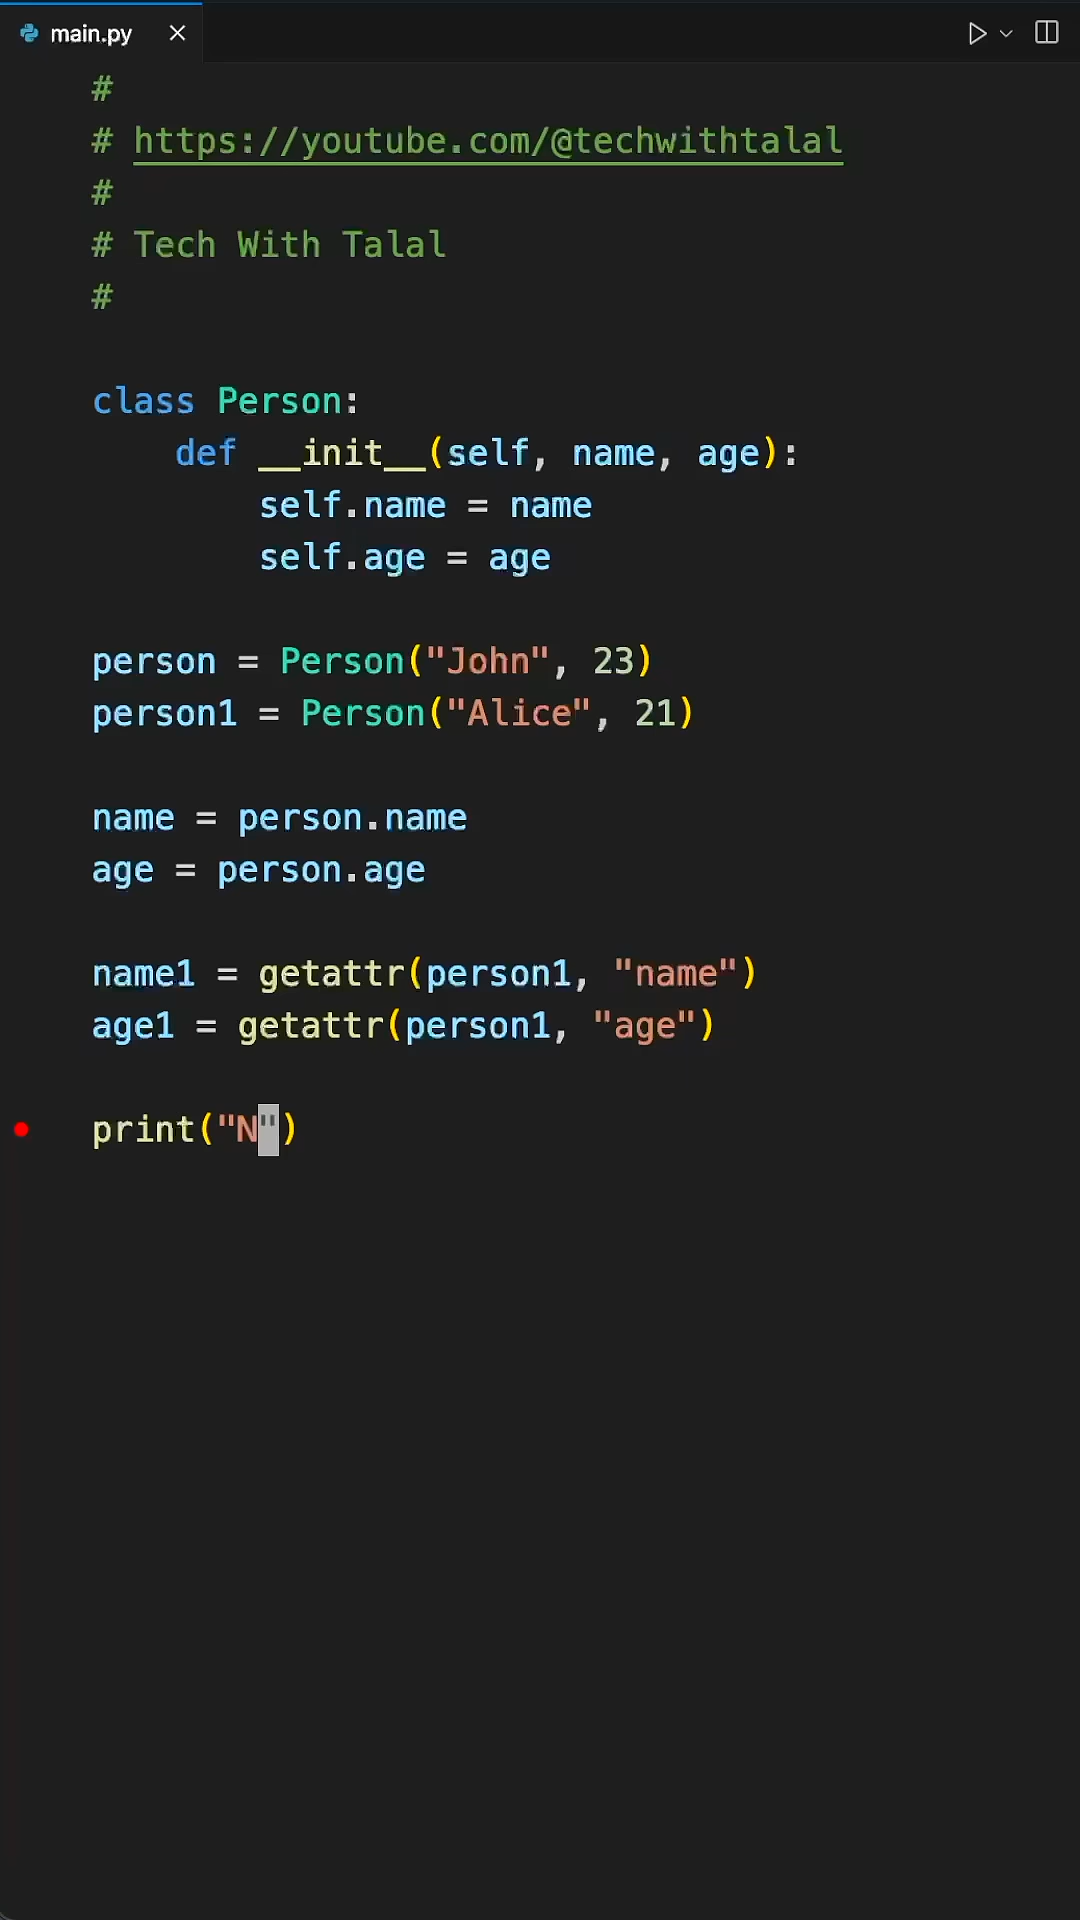 main.py
#
# https://youtube.com/@techwithtalal
#
# Tech With Talal
#
class Person:
    def __init__(self, name, age):
        self.name = name
        self.age = age
person = Person("John", 23)
person1 = Person("Alice", 21)
name = person.name
age = person.age
name1 = getattr(person1, "name")
age1 = getattr(person1, "age")
print("N")